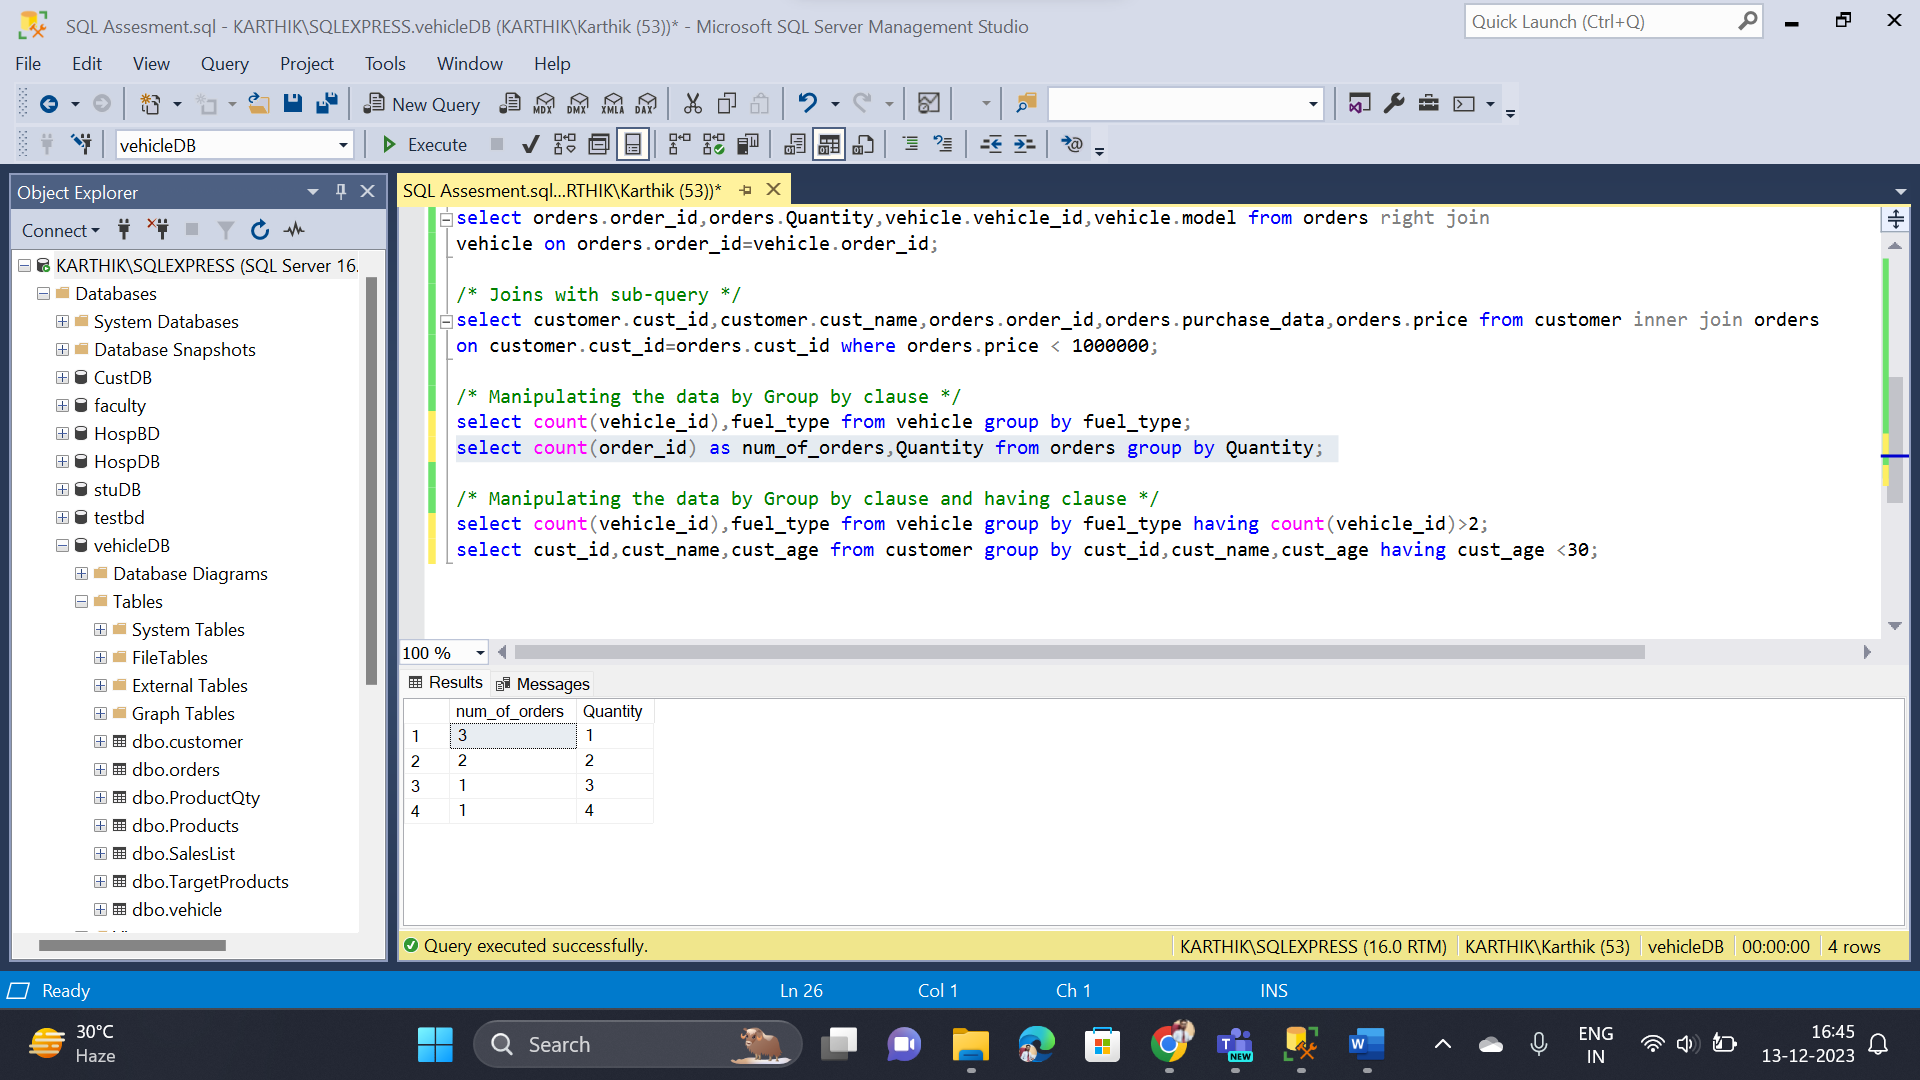 SQL Assesment.sql - KARTHIK\SQLEXPRESS.vehicleDB (KARTHIK\Karthik (53))* - Microsoft SQL Server Management Studio
Quick Launch (Ctrl+Q)
File Edit View Query Project Tools Window Help
New Query MDX DMX XMLA DAX
vehicleDB Execute
Object Explorer
Connect
KARTHIK\SQLEXPRESS (SQL Server 16.
Databases
System Databases
Database Snapshots
CustDB
faculty
HospBD
HospDB
stuDB
testbd
vehicleDB
Database Diagrams
Tables
System Tables
FileTables
External Tables
Graph Tables
dbo.customer
dbo.orders
dbo.ProductQty
dbo.Products
dbo.SalesList
dbo.TargetProducts
dbo.vehicle
SQL Assesment.sql...RTHIK\Karthik (53))*
select orders.order_id,orders.Quantity,vehicle.vehicle_id,vehicle.model from orders right join
vehicle on orders.order_id=vehicle.order_id;
/* Joins with sub-query */
select customer.cust_id,customer.cust_name,orders.order_id,orders.purchase_data,orders.price from customer inner join orders
on customer.cust_id=orders.cust_id where orders.price < 1000000;
/* Manipulating the data by Group by clause */
select count(vehicle_id),fuel_type from vehicle group by fuel_type;
select count(order_id) as num_of_orders,Quantity from orders group by Quantity;
/* Manipulating the data by Group by clause and having clause */
select count(vehicle_id),fuel_type from vehicle group by fuel_type having count(vehicle_id)>2;
select cust_id,cust_name,cust_age from customer group by cust_id,cust_name,cust_age having cust_age <30;
100 %
Results Messages
num_of_orders Quantity
1 3 1
2 2 2
3 1 3
4 1 4
Query executed successfully. KARTHIK\SQLEXPRESS (16.0 RTM) KARTHIK\Karthik (53) vehicleDB 00:00:00 4 rows
Ready Ln 26 Col 1 Ch 1 INS
30°C
Haze
Search
NEW
W
ENG
IN
16:45
13-12-2023